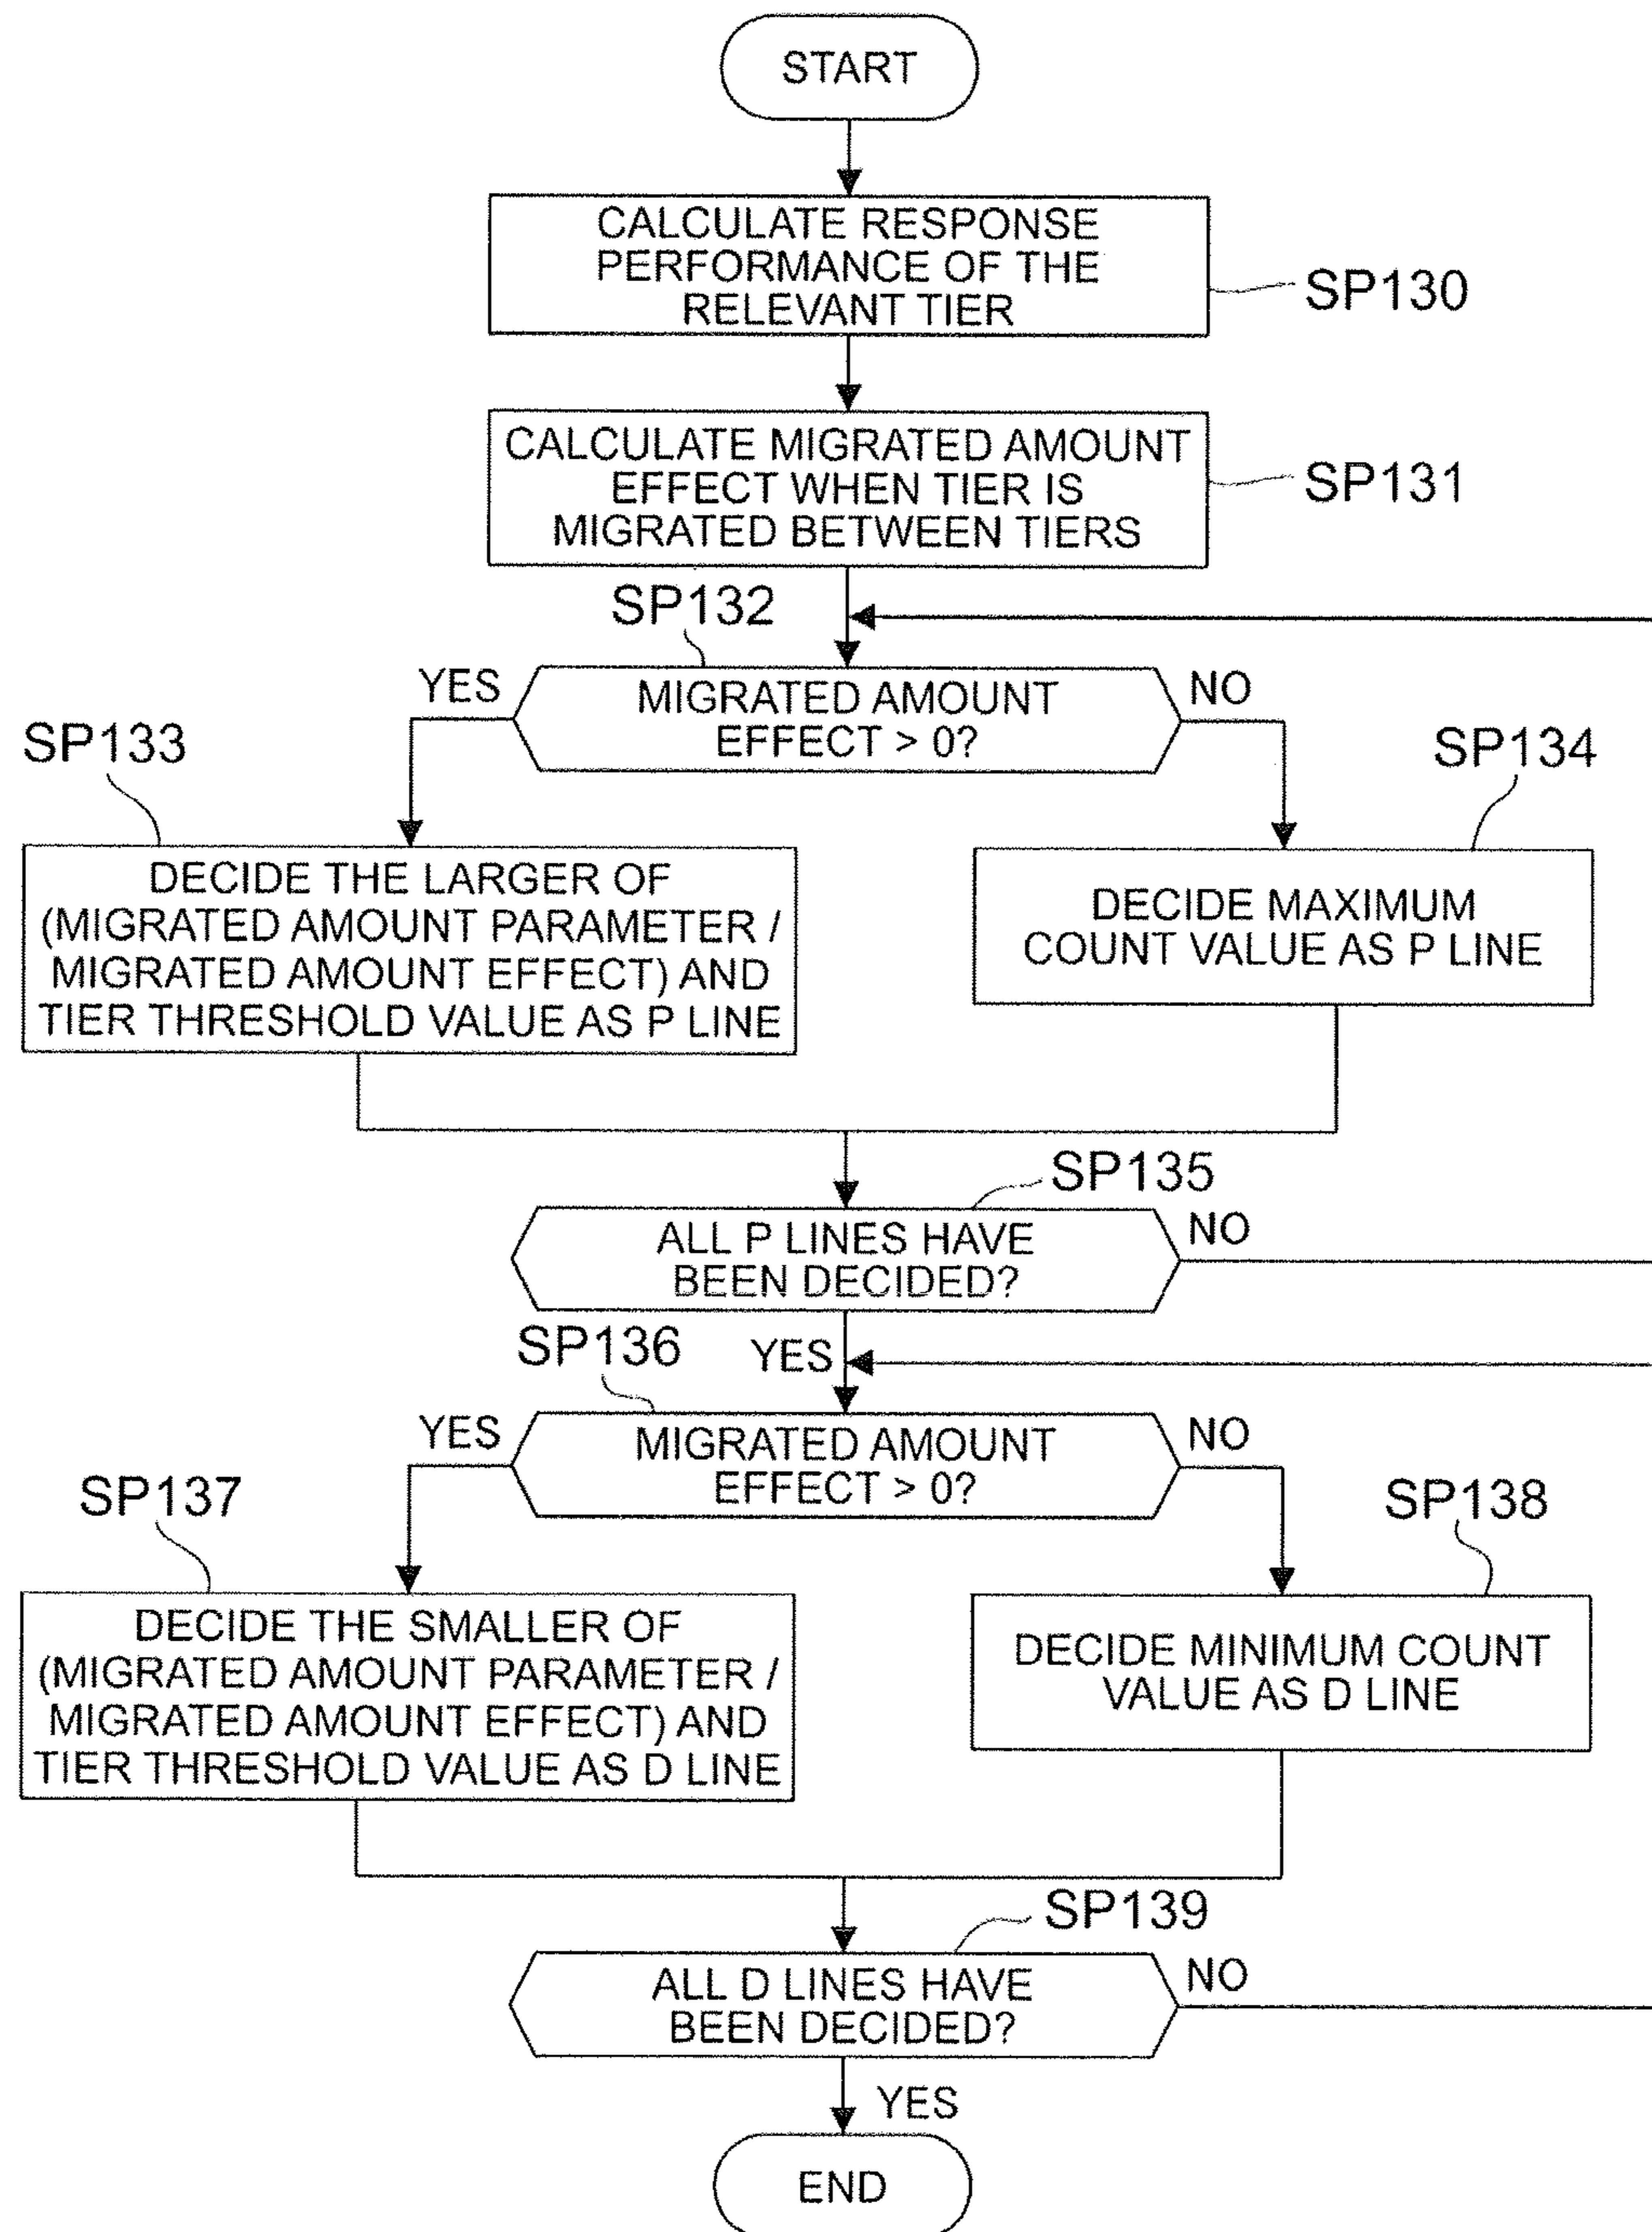 START
CALCULATE RESPONSE
PERFORMANCE OF THE
RELEVANT TIER
SP130
CALCULATE MIGRATED AMOUNT
EFFECT WHEN TIER IS
MIGRATED BETWEEN TIERS
SP131
SP132
YES
MIGRATED AMOUNT
EFFECT > 0?
NO
SP133
SP134
DECIDE THE LARGER OF
(MIGRATED AMOUNT PARAMETER /
MIGRATED AMOUNT EFFECT) AND
TIER THRESHOLD VALUE AS P LINE
DECIDE MAXIMUM
COUNT VALUE AS P LINE
SP135
ALL P LINES HAVE
BEEN DECIDED?
NO
SP136
YES
YES
MIGRATED AMOUNT
EFFECT > 0?
NO
SP137
SP138
DECIDE THE SMALLER OF
(MIGRATED AMOUNT PARAMETER /
MIGRATED AMOUNT EFFECT) AND
TIER THRESHOLD VALUE AS D LINE
DECIDE MINIMUM COUNT
VALUE AS D LINE
SP139
ALL D LINES HAVE
BEEN DECIDED?
NO
YES
END